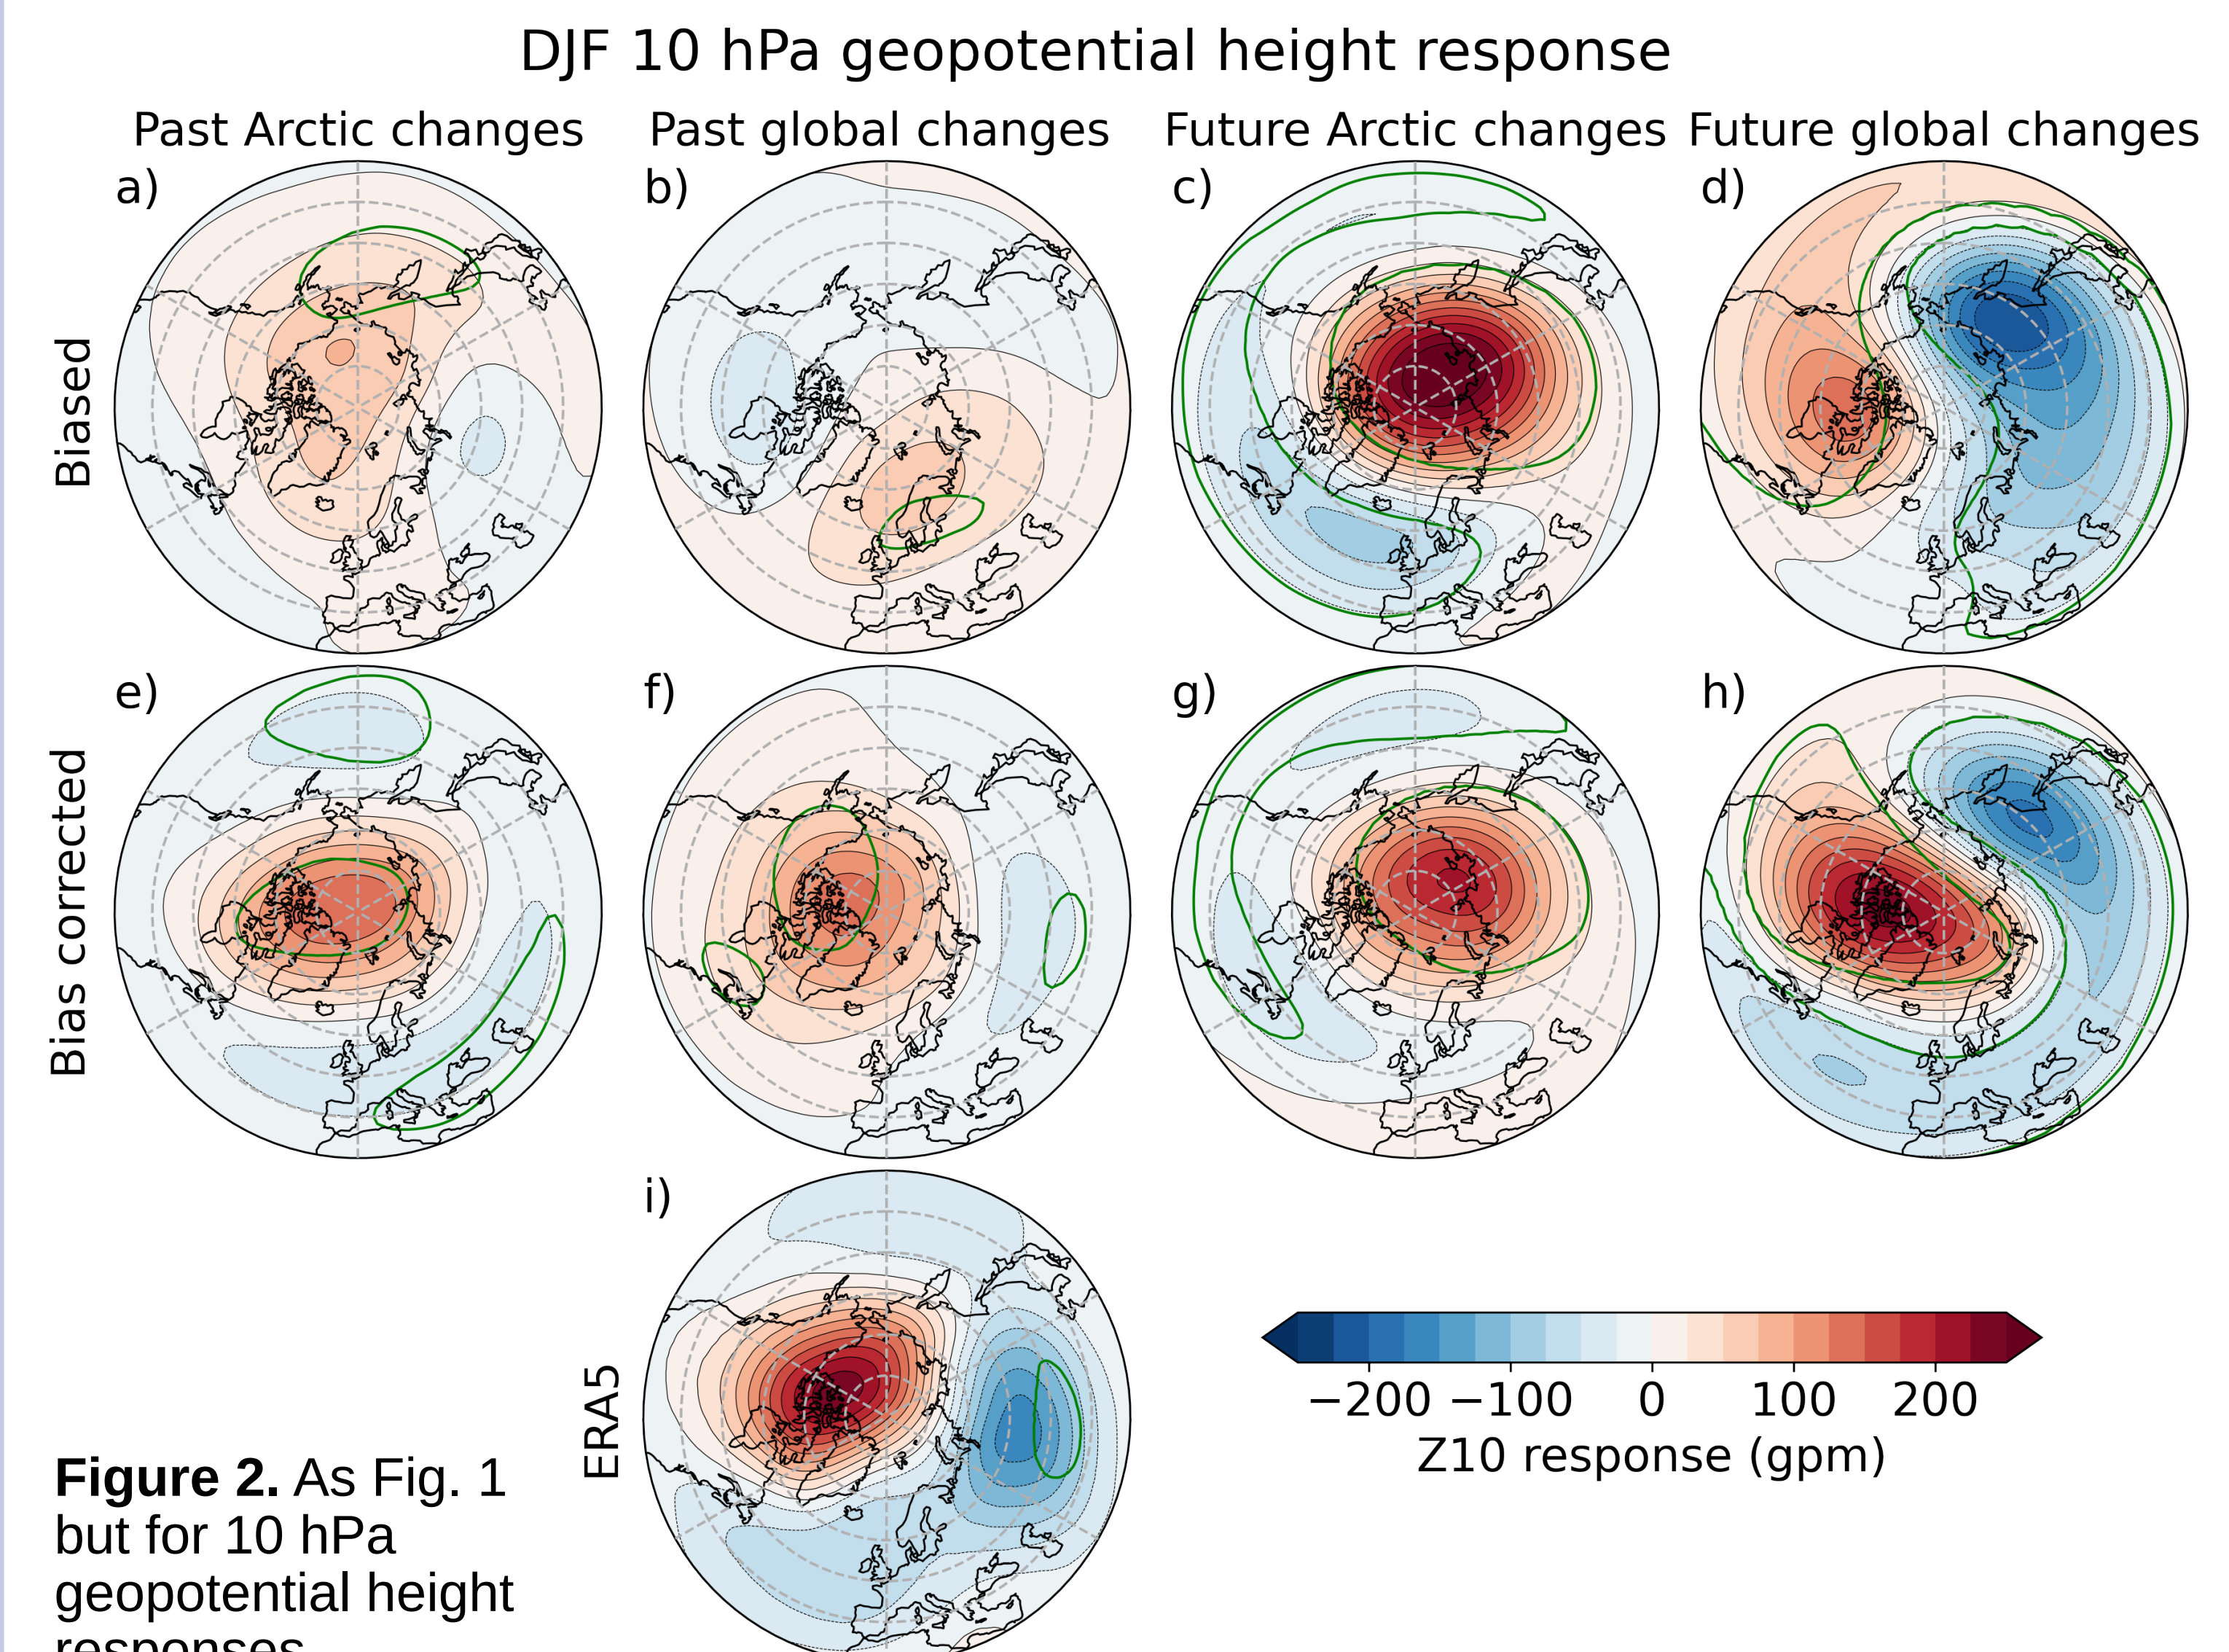 DJF 10 hPa geopotential height response
Past Arctic changes
Past global changes
Future Arctic changes
Future global changes
a)
b)
c)
d)
Biased
e)
f)
g)
h)
Bias corrected
i)
ERA5
−200 −100 0 100 200
Z10 response (gpm)
Figure 2. As Fig. 1
but for 10 hPa
geopotential height
responses